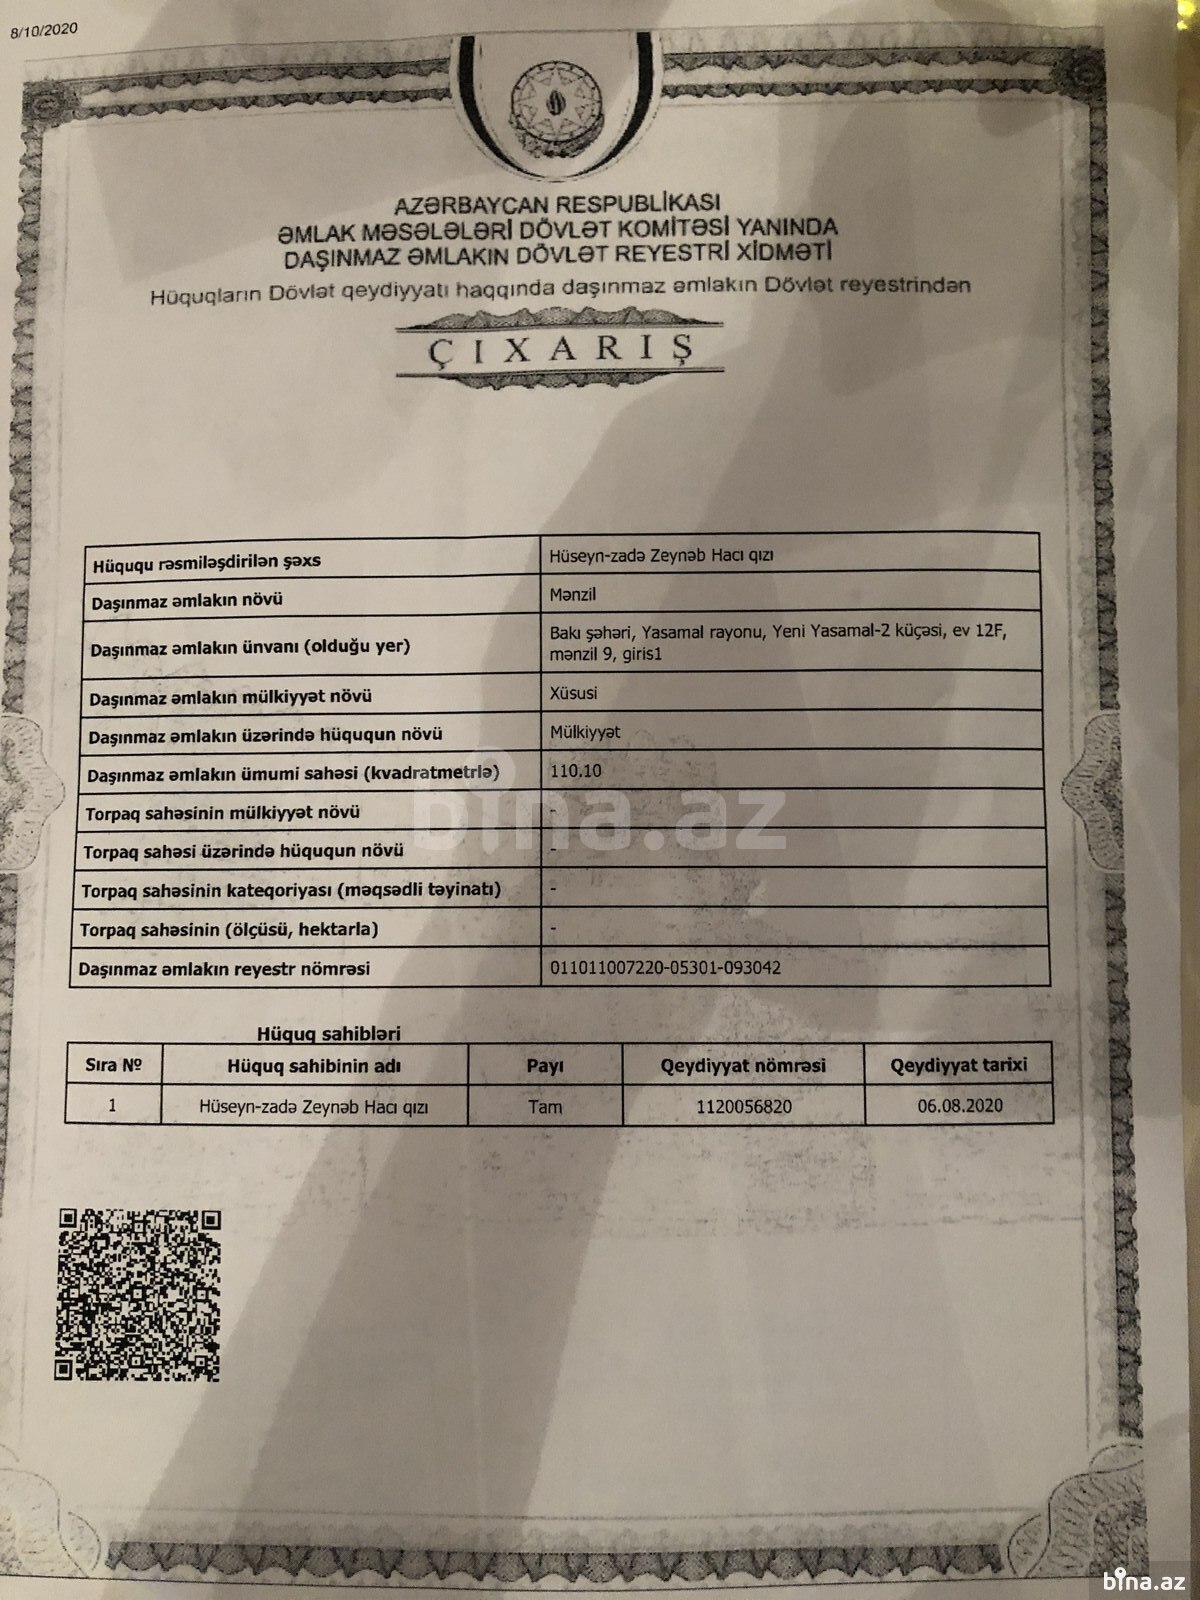 8/10/2020
AZƏRBAYCAN RESPUBLİKASI
ƏMLAK MƏSƏLƏLƏRİ DÖVLƏT KOMİTƏSİ YANINDA
DAŞINMAZ ƏMLAKIN DÖVLƏT REYESTRİ XİDMƏTİ
Hüquqların Dövlət qeydiyyatı haqqında daşınmaz əmlakın Dövlət reyestrindən
ÇIXARIŞ
Hüququ rəsmiləşdirilən şəxs Hüseyn-zadə Zeynəb Hacı qızı
Daşınmaz əmlakın növü Mənzil
Daşınmaz əmlakın ünvanı (olduğu yer) Bakı şəhəri, Yasamal rayonu, Yeni Yasamal-2 küçəsi, ev 12F,
mənzil 9, giris1
Daşınmaz əmlakın mülkiyyət növü Xüsusi
Daşınmaz əmlakın üzərində hüququn növü Mülkiyyət
Daşınmaz əmlakın ümumi sahəsi (kvadratmetrlə) 110.10
Torpaq sahəsinin mülkiyyət növü -
Torpaq sahəsi üzərində hüququn növü -
Torpaq sahəsinin kateqoriyası (məqsədli təyinatı) -
Torpaq sahəsinin (ölçüsü, hektarla) -
Daşınmaz əmlakın reyestr nömrəsi 011011007220-05301-093042
bina.az
Hüquq sahibləri
Sıra № Hüquq sahibinin adı Payı Qeydiyyat nömrəsi Qeydiyyat tarixi
1 Hüseyn-zadə Zeynəb Hacı qızı Tam 1120056820 06.08.2020
bina.az